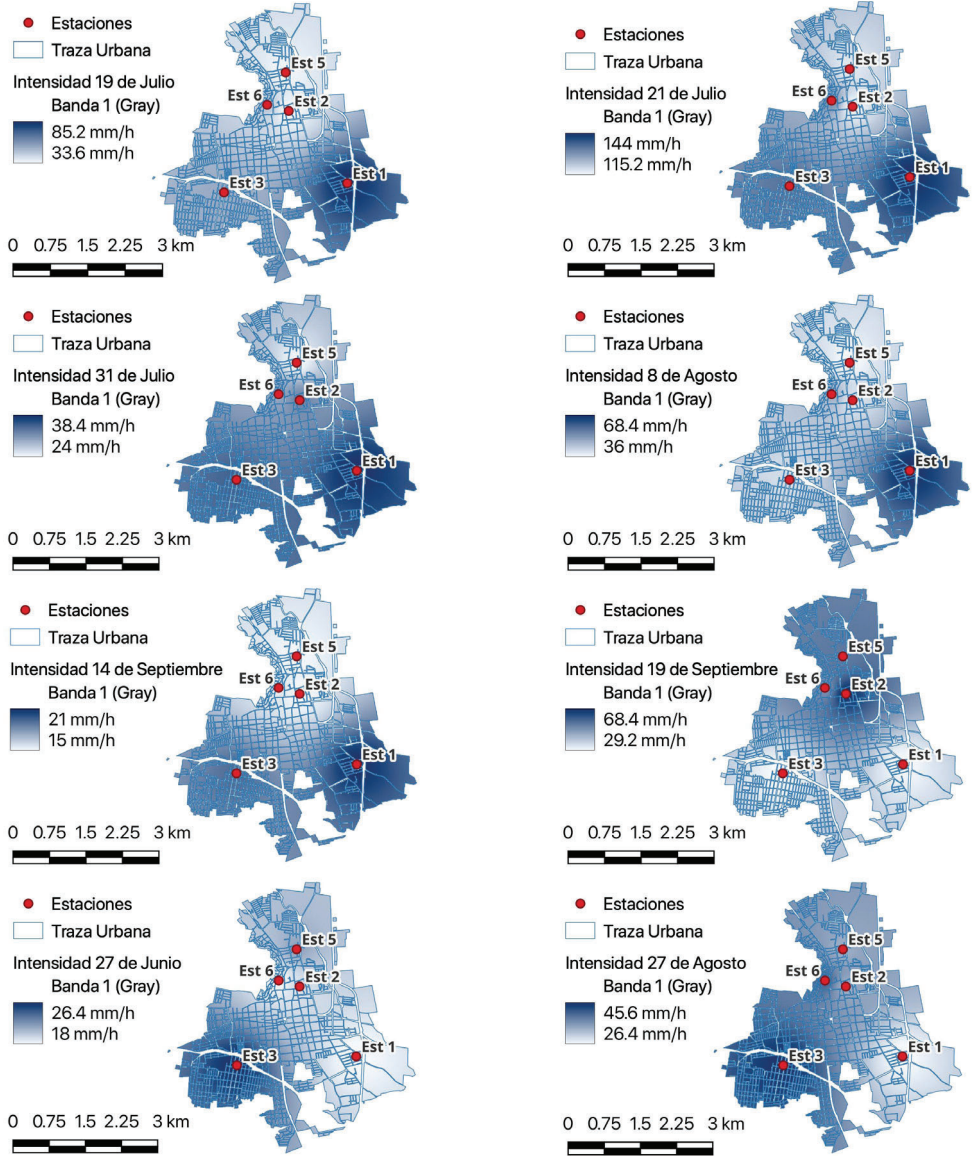 Estaciones
Traza Urbana
Intensidad 19 de Julio
Banda 1 (Gray)
85.2 mm/h
33.6 mm/h
Est 5
Est 6
Est 2
Est 3
Est 1
0 0.75 1.5 2.25 3 km
Estaciones
Traza Urbana
Intensidad 21 de Julio
Banda 1 (Gray)
144 mm/h
115.2 mm/h
Est 5
Est 6
Est 2
Est 3
Est 1
0 0.75 1.5 2.25 3 km
Estaciones
Traza Urbana
Intensidad 31 de Julio
Banda 1 (Gray)
38.4 mm/h
24 mm/h
Est 5
Est 6
Est 2
Est 3
Est 1
0 0.75 1.5 2.25 3 km
Estaciones
Traza Urbana
Intensidad 8 de Agosto
Banda 1 (Gray)
68.4 mm/h
36 mm/h
Est 5
Est 6
Est 2
Est 3
Est 1
0 0.75 1.5 2.25 3 km
Estaciones
Traza Urbana
Intensidad 14 de Septiembre
Banda 1 (Gray)
21 mm/h
15 mm/h
Est 5
Est 6
Est 2
Est 3
Est 1
0 0.75 1.5 2.25 3 km
Estaciones
Traza Urbana
Intensidad 19 de Septiembre
Banda 1 (Gray)
68.4 mm/h
29.2 mm/h
Est 5
Est 6
Est 2
Est 3
Est 1
0 0.75 1.5 2.25 3 km
Estaciones
Traza Urbana
Intensidad 27 de Junio
Banda 1 (Gray)
26.4 mm/h
18 mm/h
Est 5
Est 6
Est 2
Est 3
Est 1
0 0.75 1.5 2.25 3 km
Estaciones
Traza Urbana
Intensidad 27 de Agosto
Banda 1 (Gray)
45.6 mm/h
26.4 mm/h
Est 5
Est 6
Est 2
Est 3
Est 1
0 0.75 1.5 2.25 3 km